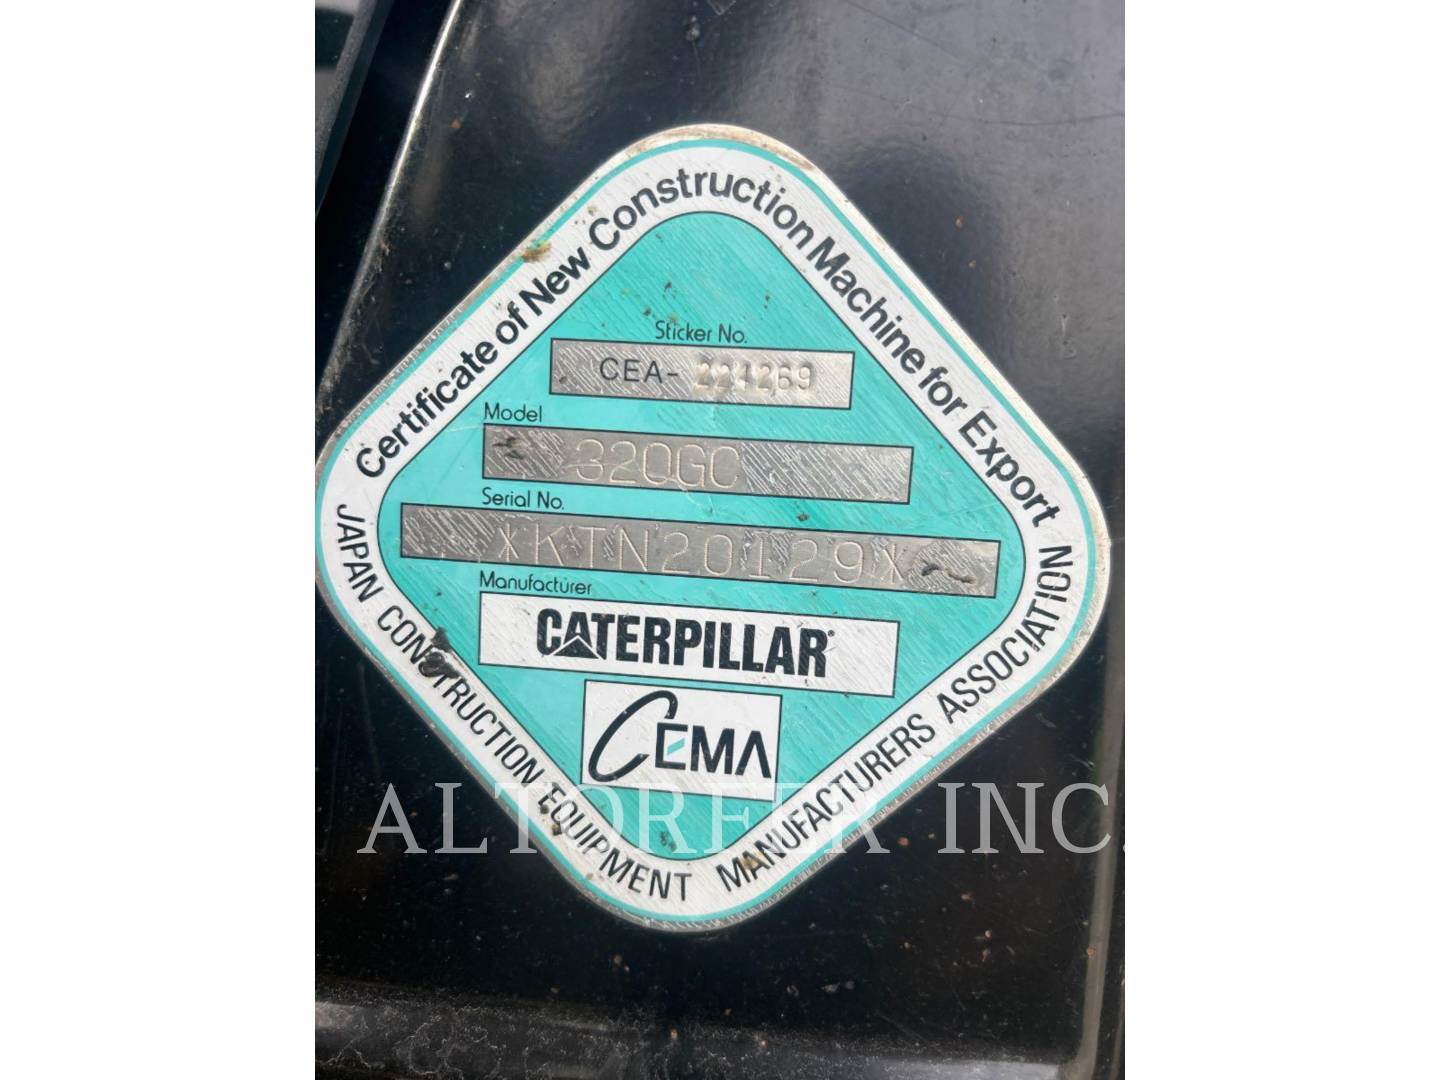 Certificate of New Construction Machine for Export
Sticker No.
CEA- 224269
Model
320GC
Serial No.
*KTN20129*
Manufacturer
CATERPILLAR®
CEMA
JAPAN CONSTRUCTION EQUIPMENT MANUFACTURERS ASSOCIATION
ALTORFER INC.